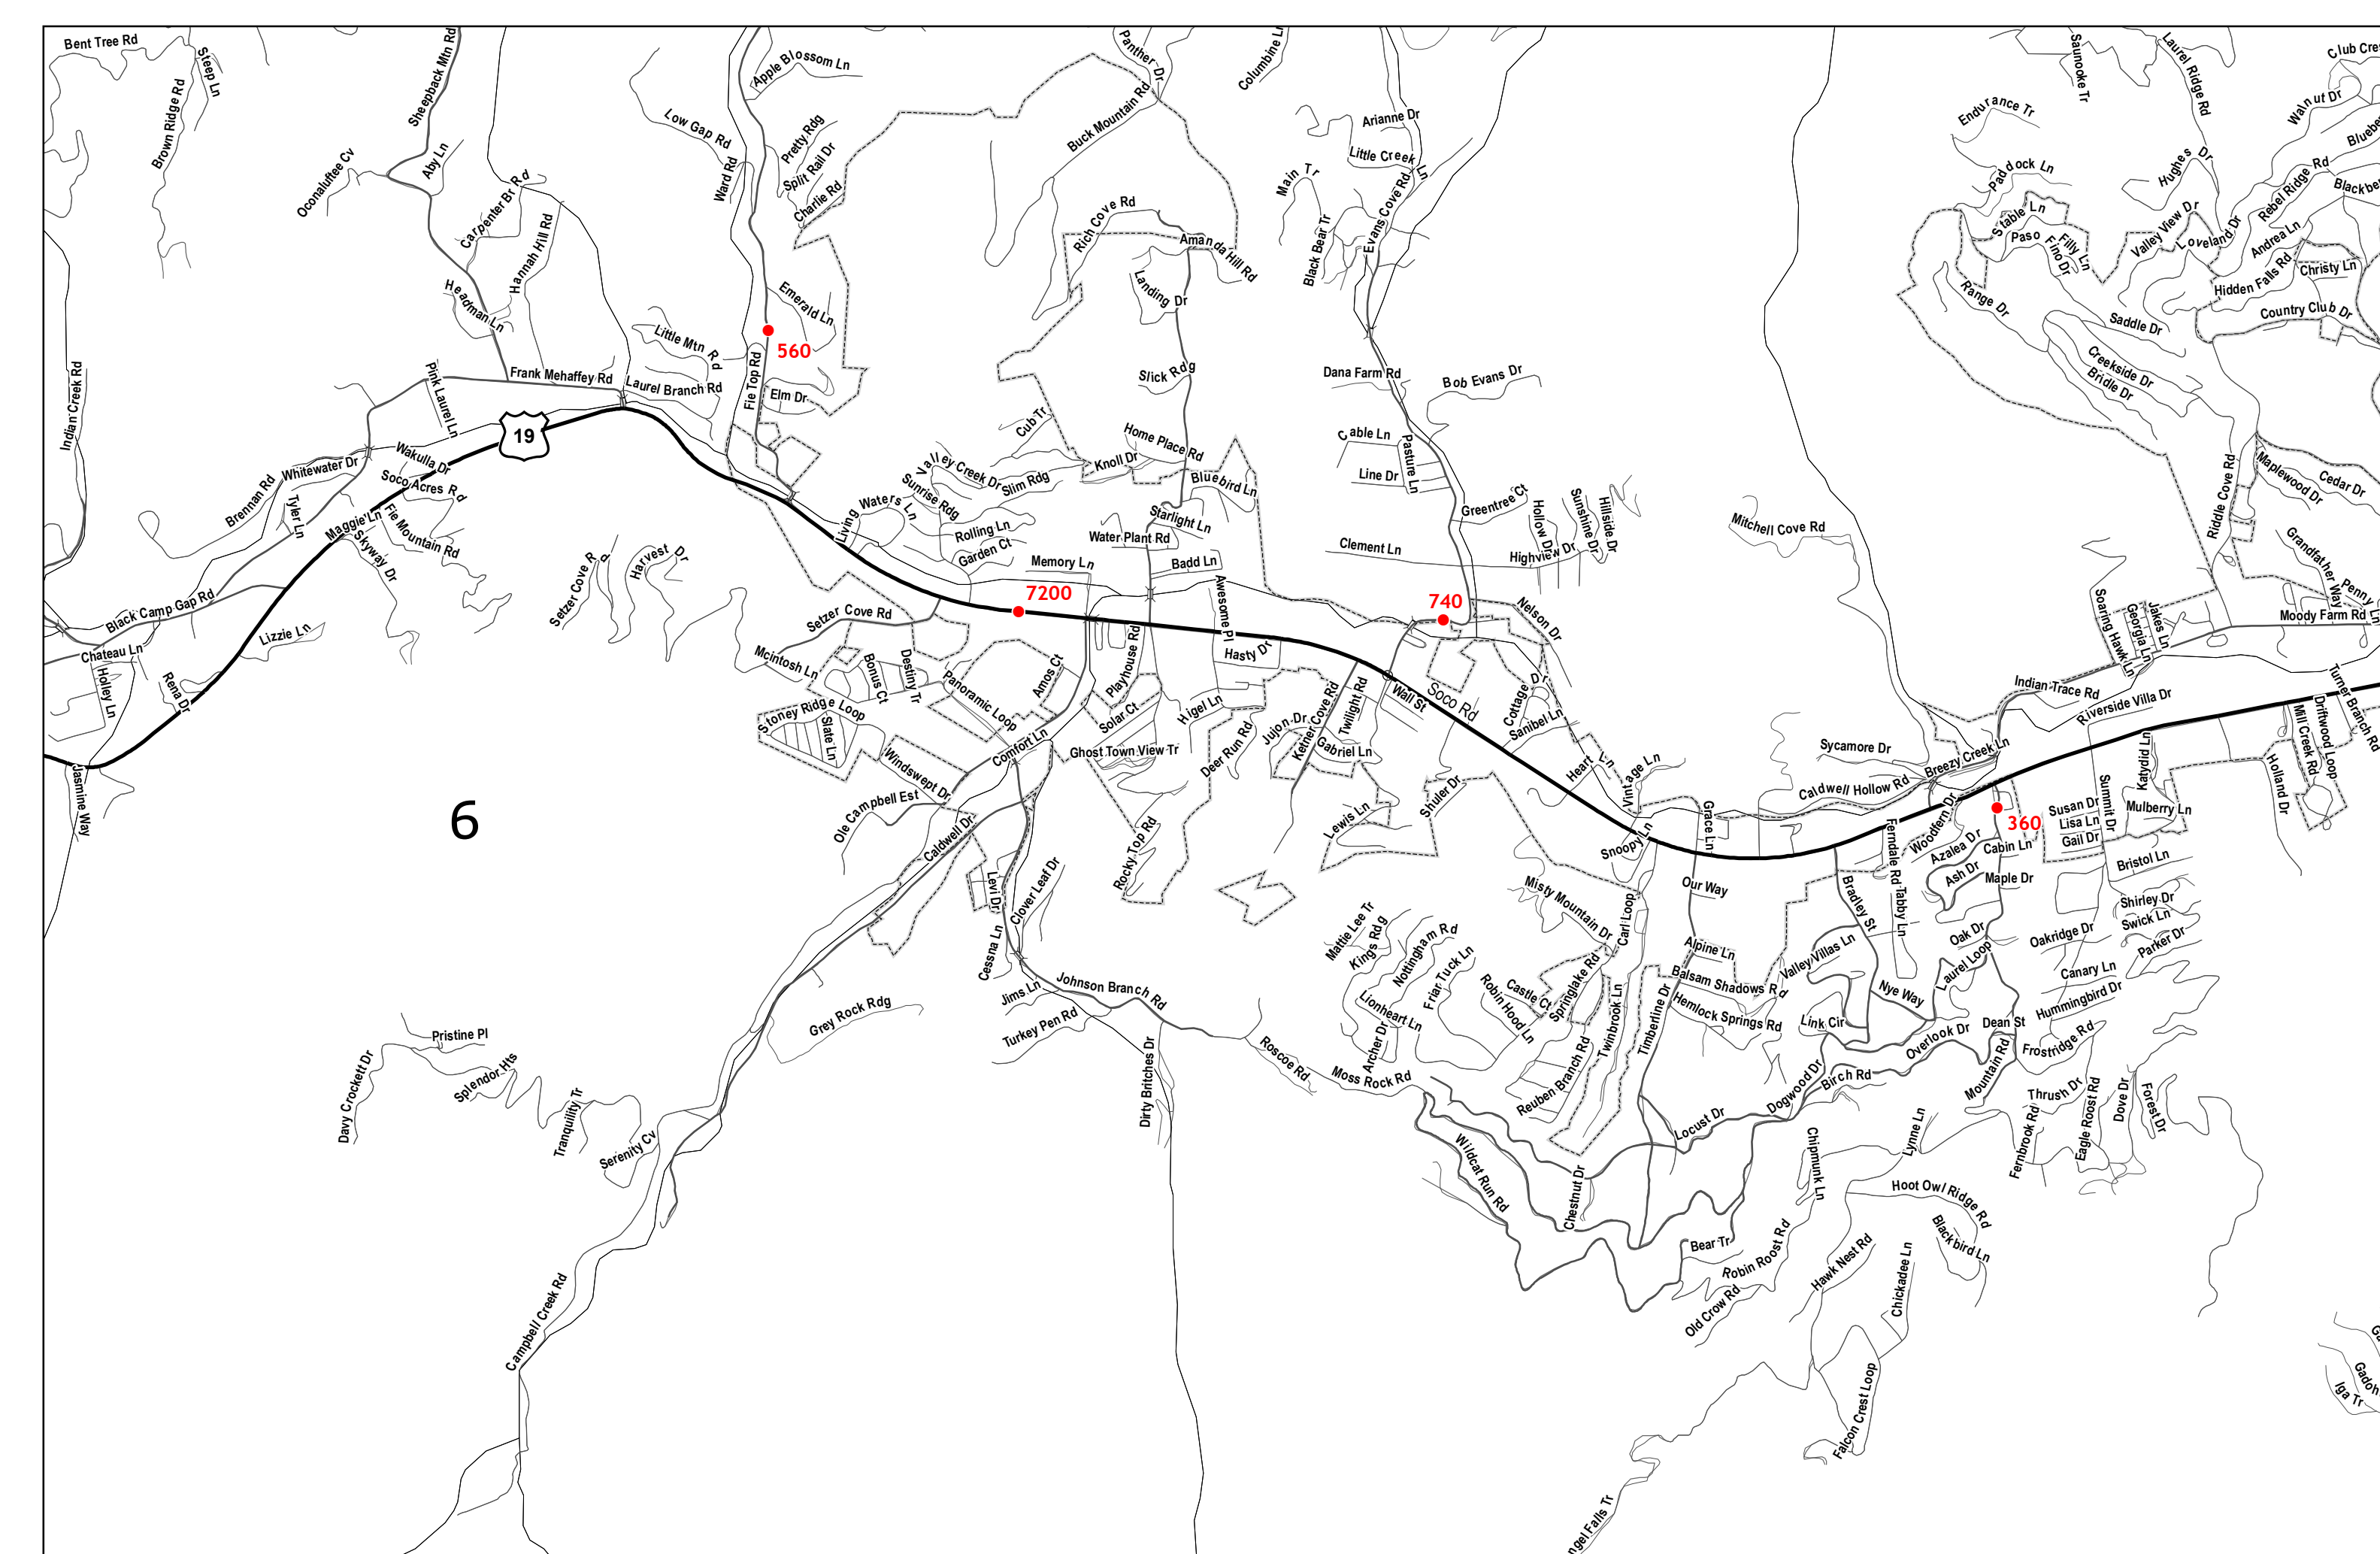 Bent Tree Rd
Steep Ln
Brown Ridge Rd
Sheepback Mtn Rd
Apple Blossom Ln
Panther Dr
Columbine Ln
Saunooke Tr
Laurel Ridge Rd
Walnut Dr
Low Gap Rd
Ward Rd
Pretty Rdg
Split Rail Dr
Charlie Rd
Buck Mountain Rd
Arianne Dr
Little Creek Ln
Endurance Tr
Hughes Dr
Rebel Ridge Rd
Oconaluftee Cv
Aby Ln
Carpenter Br Rd
Hannah Hill Rd
Headman Ln
Rich Cove Rd
Amanda Hill Rd
Landing Dr
Main Tr
Black Bear Tr
Evans Cove Rd
Paddock Ln
Stable Ln
Paso Fino Dr
Filly Ln
Valley View Dr
Loveland Dr
Andrea Ln
Hidden Falls Rd
Christy Ln
Country Club Dr
Range Dr
Saddle Dr
Creekside Dr
Bridle Dr
Emerald Ln
560
Little Mtn Rd
Fie Top Rd
Elm Dr
Indian Creek Rd
Pink Laurel Ln
Frank Mehaffey Rd
Laurel Branch Rd
19
Slick Rdg
Dana Farm Rd
Bob Evans Dr
Cub Tr
Home Place Rd
Knoll Dr
Bluebird Ln
Cable Ln
Line Dr
Pasture Ln
Riddle Cove Rd
Maplewood Dr
Cedar Dr
Brennan Rd
Whitewater Dr
Wakulla Dr
Soco Acres Rd
Tyler Ln
Maggie Ln
Fie Mountain Rd
Skyway Dr
Valley Creek Dr
Slim Rdg
Sunrise Rdg
Living Waters Ln
Rolling Ln
Garden Ct
Starlight Ln
Water Plant Rd
Memory Ln
Badd Ln
Awesome Pl
Greentree Ct
Hollow Dr
Sunshine Dr
Hillside Dr
Clement Ln
Highview Dr
Mitchell Cove Rd
Grandfather Way
Penny Ln
Moody Farm Rd
Setzer Cove Rd
Harvest Dr
7200
740
Nelson Dr
Soaring Hawk Ln
Georgia Ln
Jakes Ln
Black Camp Gap Rd
Chateau Ln
Lizzie Ln
Holley Ln
Rena Dr
Jasmine Way
Setzer Cove Rd
Mcintosh Ln
Bonus Ct
Destiny Tr
Panoramic Loop
Amos Ct
Playhouse Rd
Hasty Dr
Solar Ct
Higel Ln
Stoney Ridge Loop
Slate Ln
Windswept Dr
Comfort Ln
Ghost Town View Tr
Deer Run Rd
Jujon Dr
Ketner Cove Rd
Twilight Rd
Gabriel Ln
Wall St
Soco Rd
Cottage Dr
Sanibel Ln
Indian Trace Rd
Riverside Villa Dr
Turner Branch Rd
Driftwood Loop
Mill Creek Rd
Holland Dr
6
Ole Campbell Est
Caldwell Dr
Rocky Top Rd
Lewis Ln
Shuler Dr
Heart Ln
Vintage Ln
Snoopy Ln
Grace Ln
Sycamore Dr
Caldwell Hollow Rd
Breezy Creek Ln
360
Susan Dr
Lisa Ln
Gail Dr
Summit Dr
Katydid Ln
Mulberry Ln
Bristol Ln
Woodfern Dr
Azalea Dr
Cabin Ln
Ash Dr
Maple Dr
Ferndale Rd
Tabby Ln
Bradley St
Our Way
Levi Dr
Clover Leaf Dr
Cessna Ln
Misty Mountain Dr
Carl Loop
Mattie Lee Tr
Kings Rdg
Nottingham Rd
Friar Tuck Ln
Robin Hood Ln
Lionheart Ln
Archer Dr
Castle Ct
Springlake Rd
Reuben Branch Rd
Twinbrook Ln
Timberline Dr
Alpine Ln
Balsam Shadows Rd
Hemlock Springs Rd
Valley Villas Ln
Oak Dr
Laurel Loop
Nye Way
Link Cir
Overlook Dr
Dean St
Shirley Dr
Swick Ln
Parker Dr
Oakridge Dr
Canary Ln
Hummingbird Dr
Frostridge Rd
Jims Ln
Johnson Branch Rd
Turkey Pen Rd
Grey Rock Rdg
Roscoe Rd
Moss Rock Rd
Dirty Britches Dr
Pristine Pl
Davy Crockett Dr
Splendor Hts
Tranquility Tr
Serenity Cv
Campbell Creek Rd
Dogwood Dr
Birch Rd
Mountain Rd
Locust Dr
Thrush Dr
Fernbrook Rd
Eagle Roost Rd
Dove Dr
Forest Dr
Lynne Ln
Chipmunk Ln
Wildcat Run Rd
Chestnut Dr
Hoot Owl Ridge Rd
Blackbird Ln
Bear Tr
Robin Roost Rd
Hawk Nest Rd
Old Crow Rd
Chickadee Ln
Falcon Crest Loop
Iga Tr